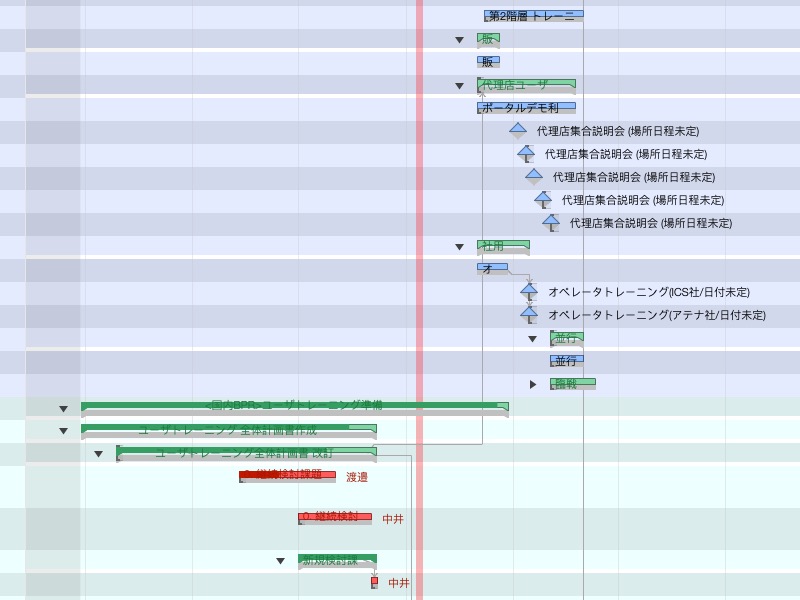 第2階層 トレーニ
販
販
代理店ユーザ
ポータルデモ利
代理店集合説明会 (場所日程未定)
代理店集合説明会 (場所日程未定)
代理店集合説明会 (場所日程未定)
代理店集合説明会 (場所日程未定)
代理店集合説明会 (場所日程未定)
社用
オ
オペレータトレーニング(ICS社/日付未定)
オペレータトレーニング(アテナ社/日付未定)
並行
並行
臨戦
<国内BPR>ユーザトレーニング準備
ユーザトレーニング 全体計画書作成
ユーザトレーニング全体計画書 改訂
継続検討課題 渡邉
継続検討 中井
新規検討課
中井